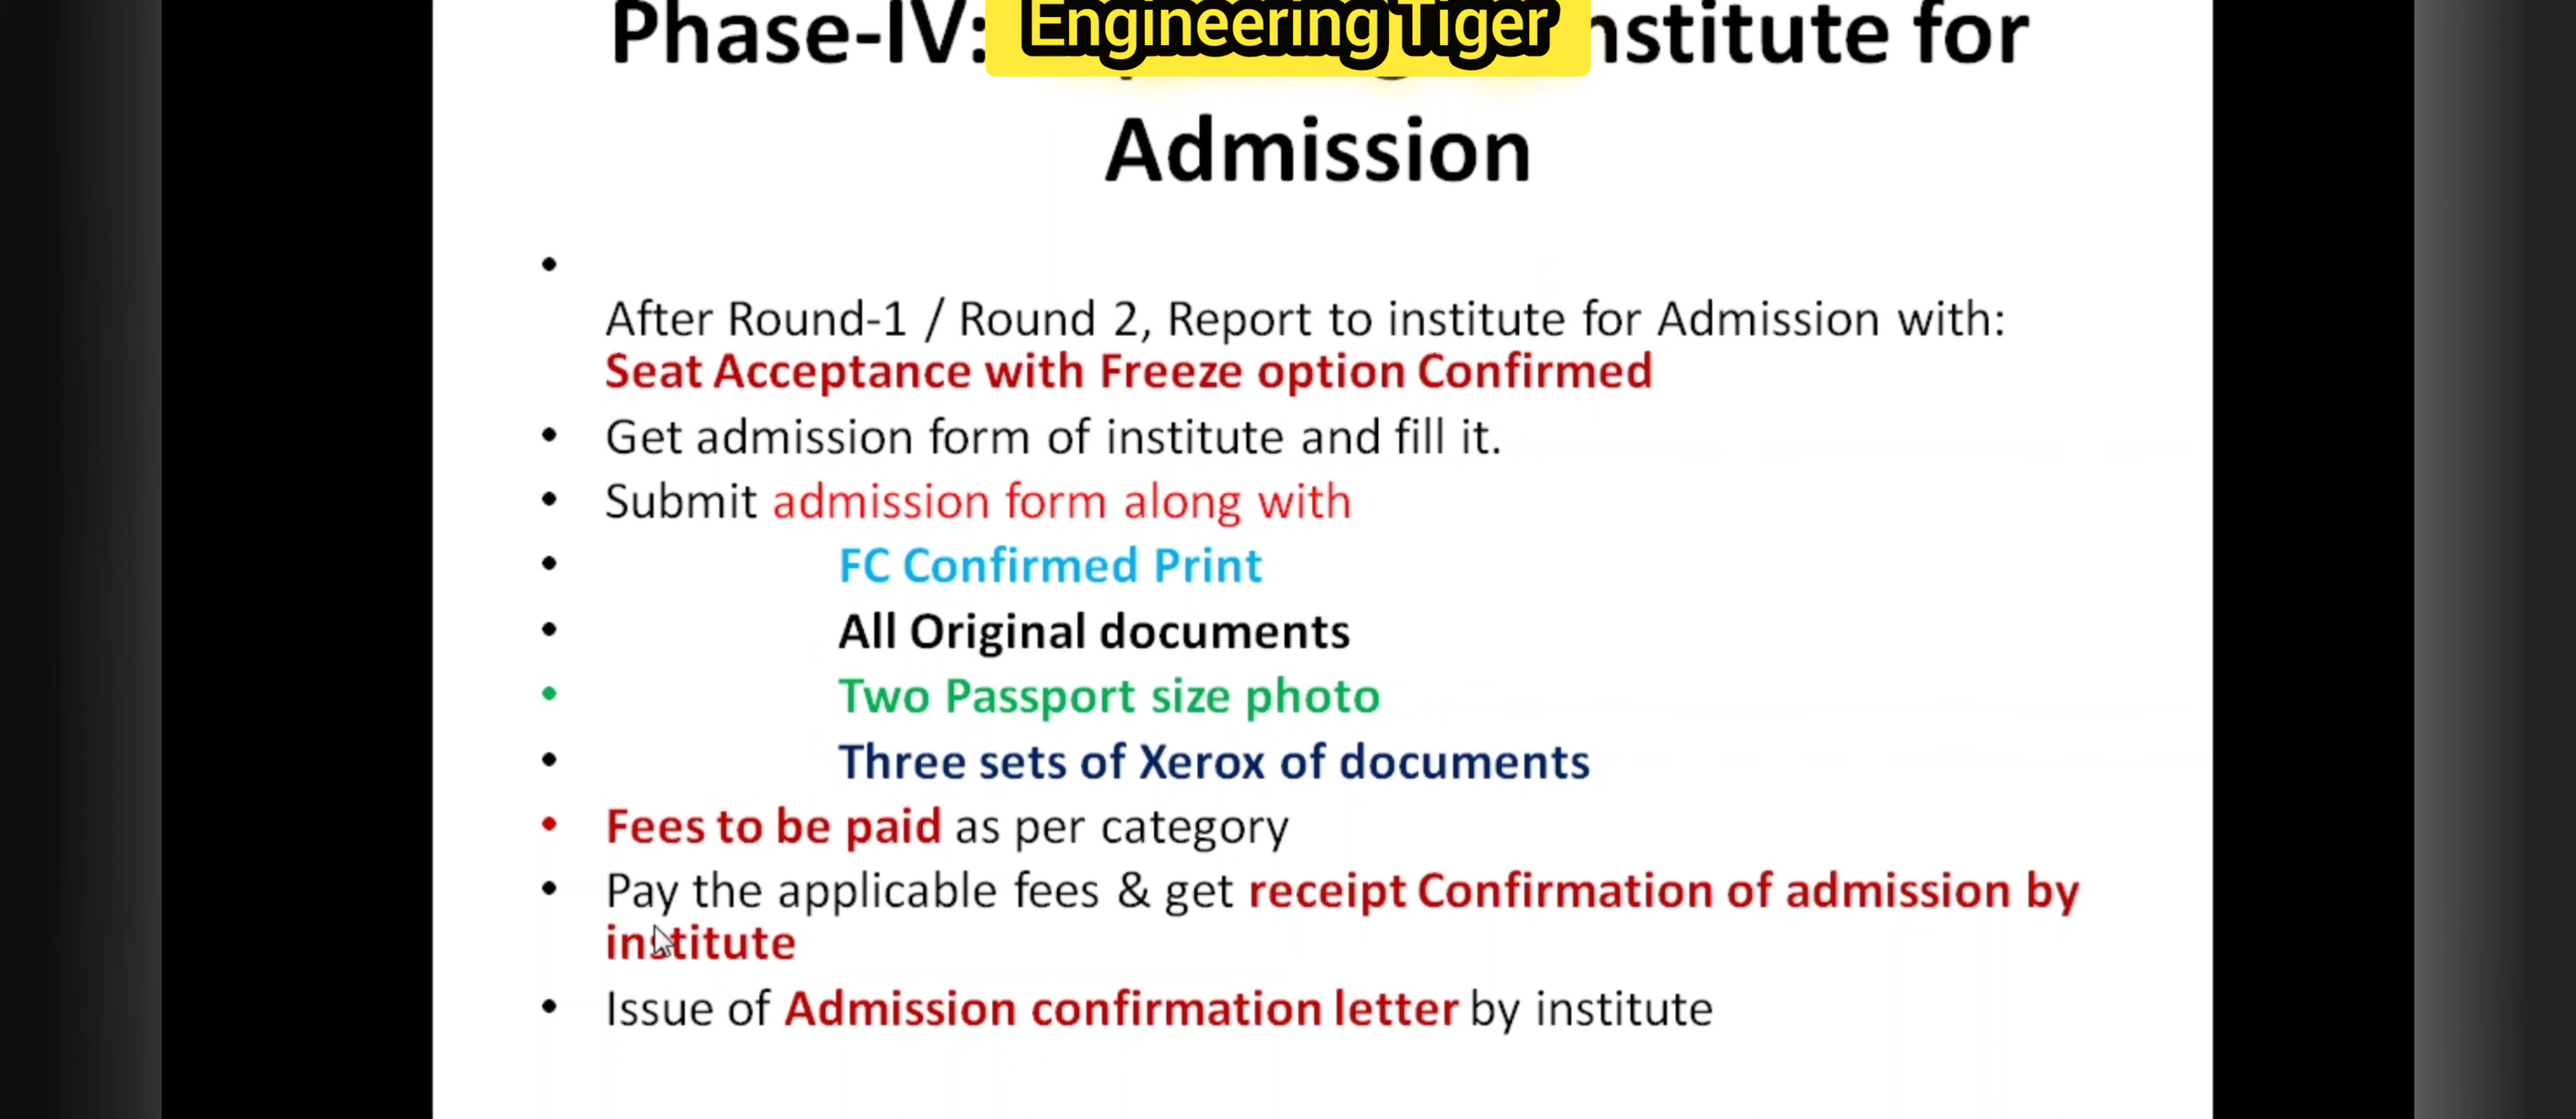 Phase-IV: Engineering Tiger nstitute for
Admission
•
After Round-1 / Round 2, Report to institute for Admission with:
Seat Acceptance with Freeze option Confirmed
• Get admission form of institute and fill it.
• Submit admission form along with
• FC Confirmed Print
• All Original documents
• Two Passport size photo
• Three sets of Xerox of documents
• Fees to be paid as per category
• Pay the applicable fees & get receipt Confirmation of admission by
institute
• Issue of Admission confirmation letter by institute